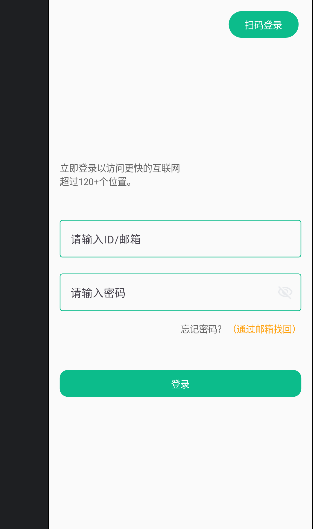 扫码登录
立即登录以访问更快的互联网
超过120+个位置。
请输入ID/邮箱
请输入密码
忘记密码？（通过邮箱找回）
登录